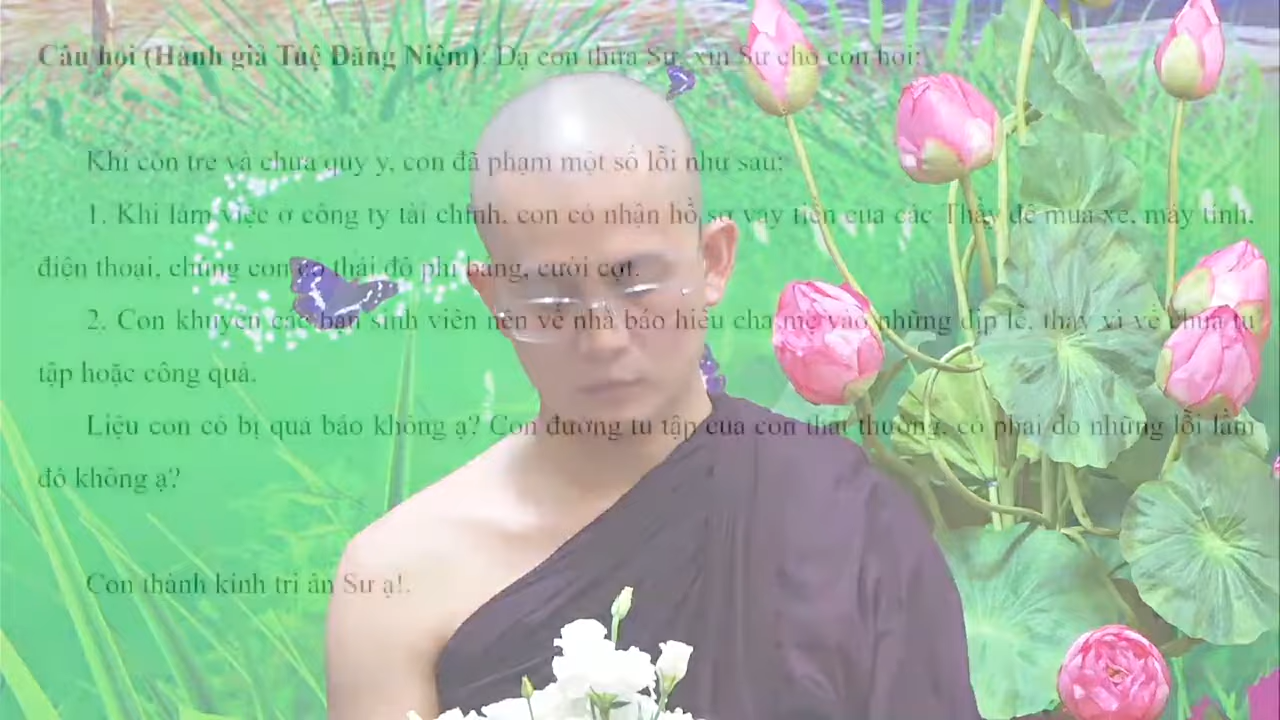 Câu hỏi (Hành giả Tuệ Đăng Niệm): Dạ con thưa Sư, xin Sư cho con hỏi:
Khi còn trẻ và chưa quy y, con đã phạm một số lỗi như sau:
1. Khi làm việc ở công ty tài chính, con có nhận hồ sơ vay tiền của các Thầy để mua xe, máy tính,
điện thoại, chúng con có thái độ phỉ báng, cười cợt.
2. Con khuyên các bạn sinh viên nên về nhà báo hiếu cha mẹ vào những dịp lễ, thay vì về chùa tu
tập hoặc công quả.
Liệu con có bị quả báo không ạ? Con đường tu tập của con thất thường, có phải do những lỗi lầm
đó không ạ?
Con thành kính tri ân Sư ạ!.